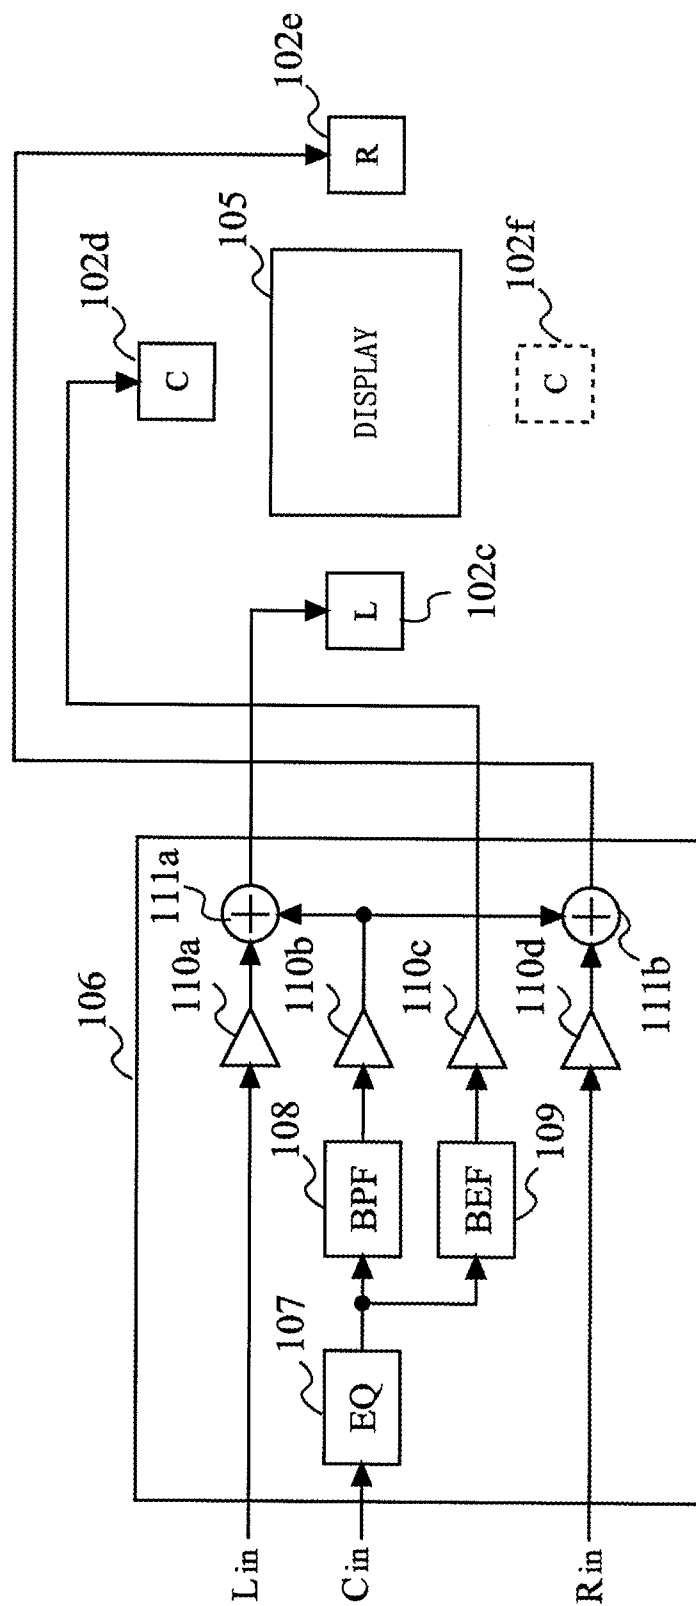 106
L in
C in
R in
107
EQ
108
BPF
BEF
109
110a
110b
110c
110d
111a
111b
102d
C
L
102c
105
DISPLAY
102e
R
102f
C